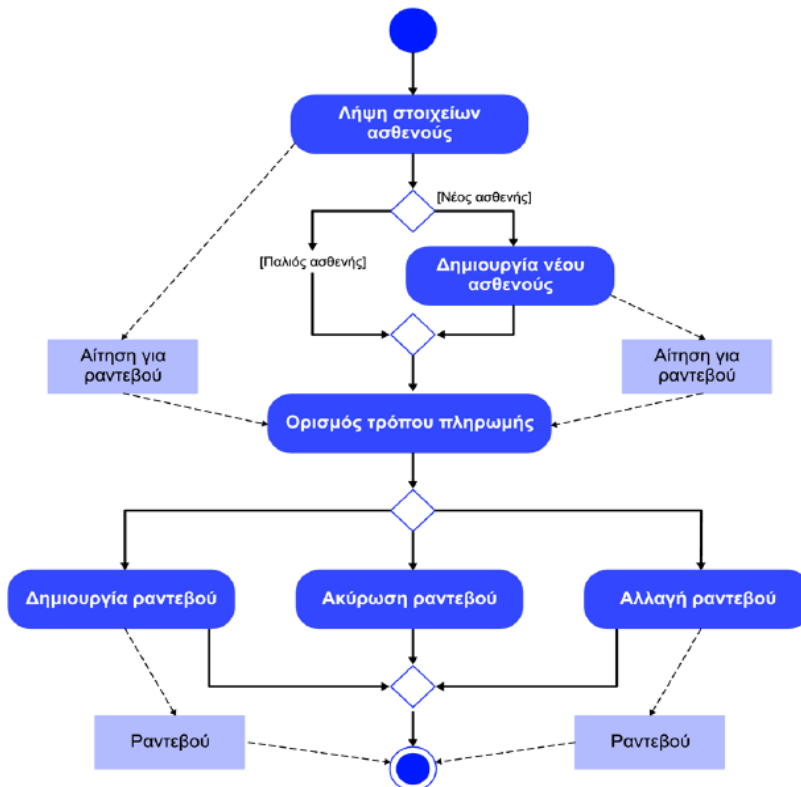 Λήψη στοιχείων
ασθενούς
[Νέος ασθενής]
[Παλιός ασθενής]
Δημιουργία νέου
ασθενούς
Αίτηση για
ραντεβού
Αίτηση για
ραντεβού
Ορισμός τρόπου πληρωμής
Δημιουργία ραντεβού
Ακύρωση ραντεβού
Αλλαγή ραντεβού
Ραντεβού
Ραντεβού